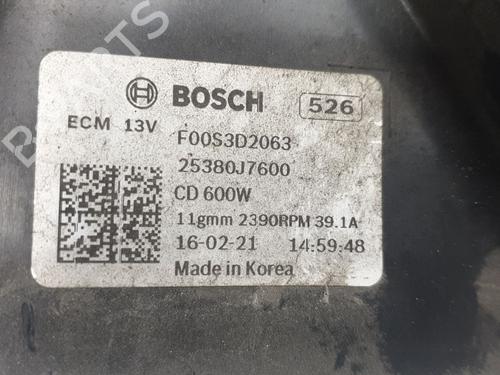 BOSCH 526
ECM 13V F00S3D2063
25380J7600
CD 600W
11gmm 2390RPM 39.1A
16-02-21 14:59:48
Made in Korea